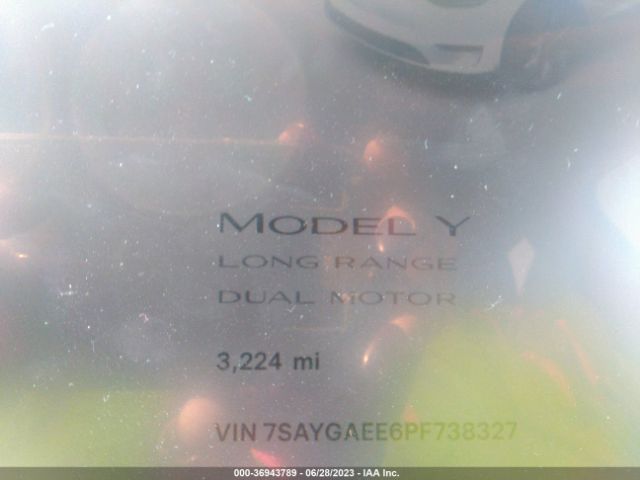 MODEL Y
LONG RANGE
DUAL MOTOR
3,224 mi
VIN 7SAYGAEE6PF738327
000-36943789 - 06/28/2023 - IAA Inc.